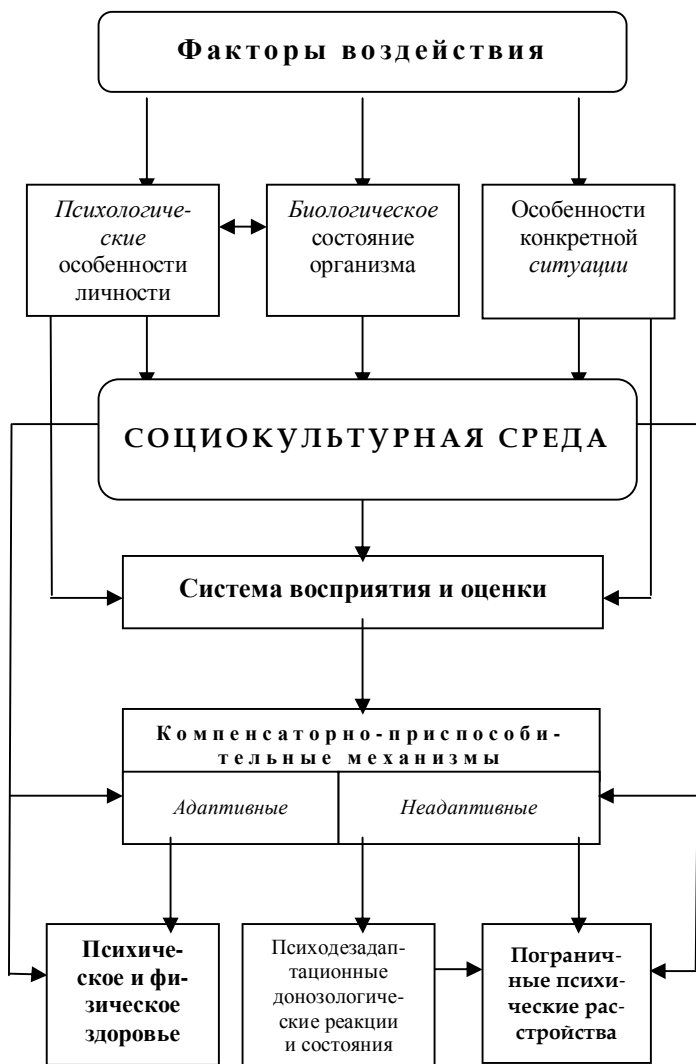 Факторы воздействия
Психологиче-
ские
особенности
личности
Биологическое
состояние
организма
Особенности
конкретной
ситуации
СОЦИОКУЛЬТУРНАЯ СРЕДА
Система восприятия и оценки
Компенсаторно-приспособи-
тельные механизмы
Адаптивные
Неадаптивные
Психиче-
ское и фи-
зическое
здоровье
Психодезадап-
тационные
донозологиче-
ские реакции
и состояния
Погранич-
ные психи-
ческие рас-
стройства